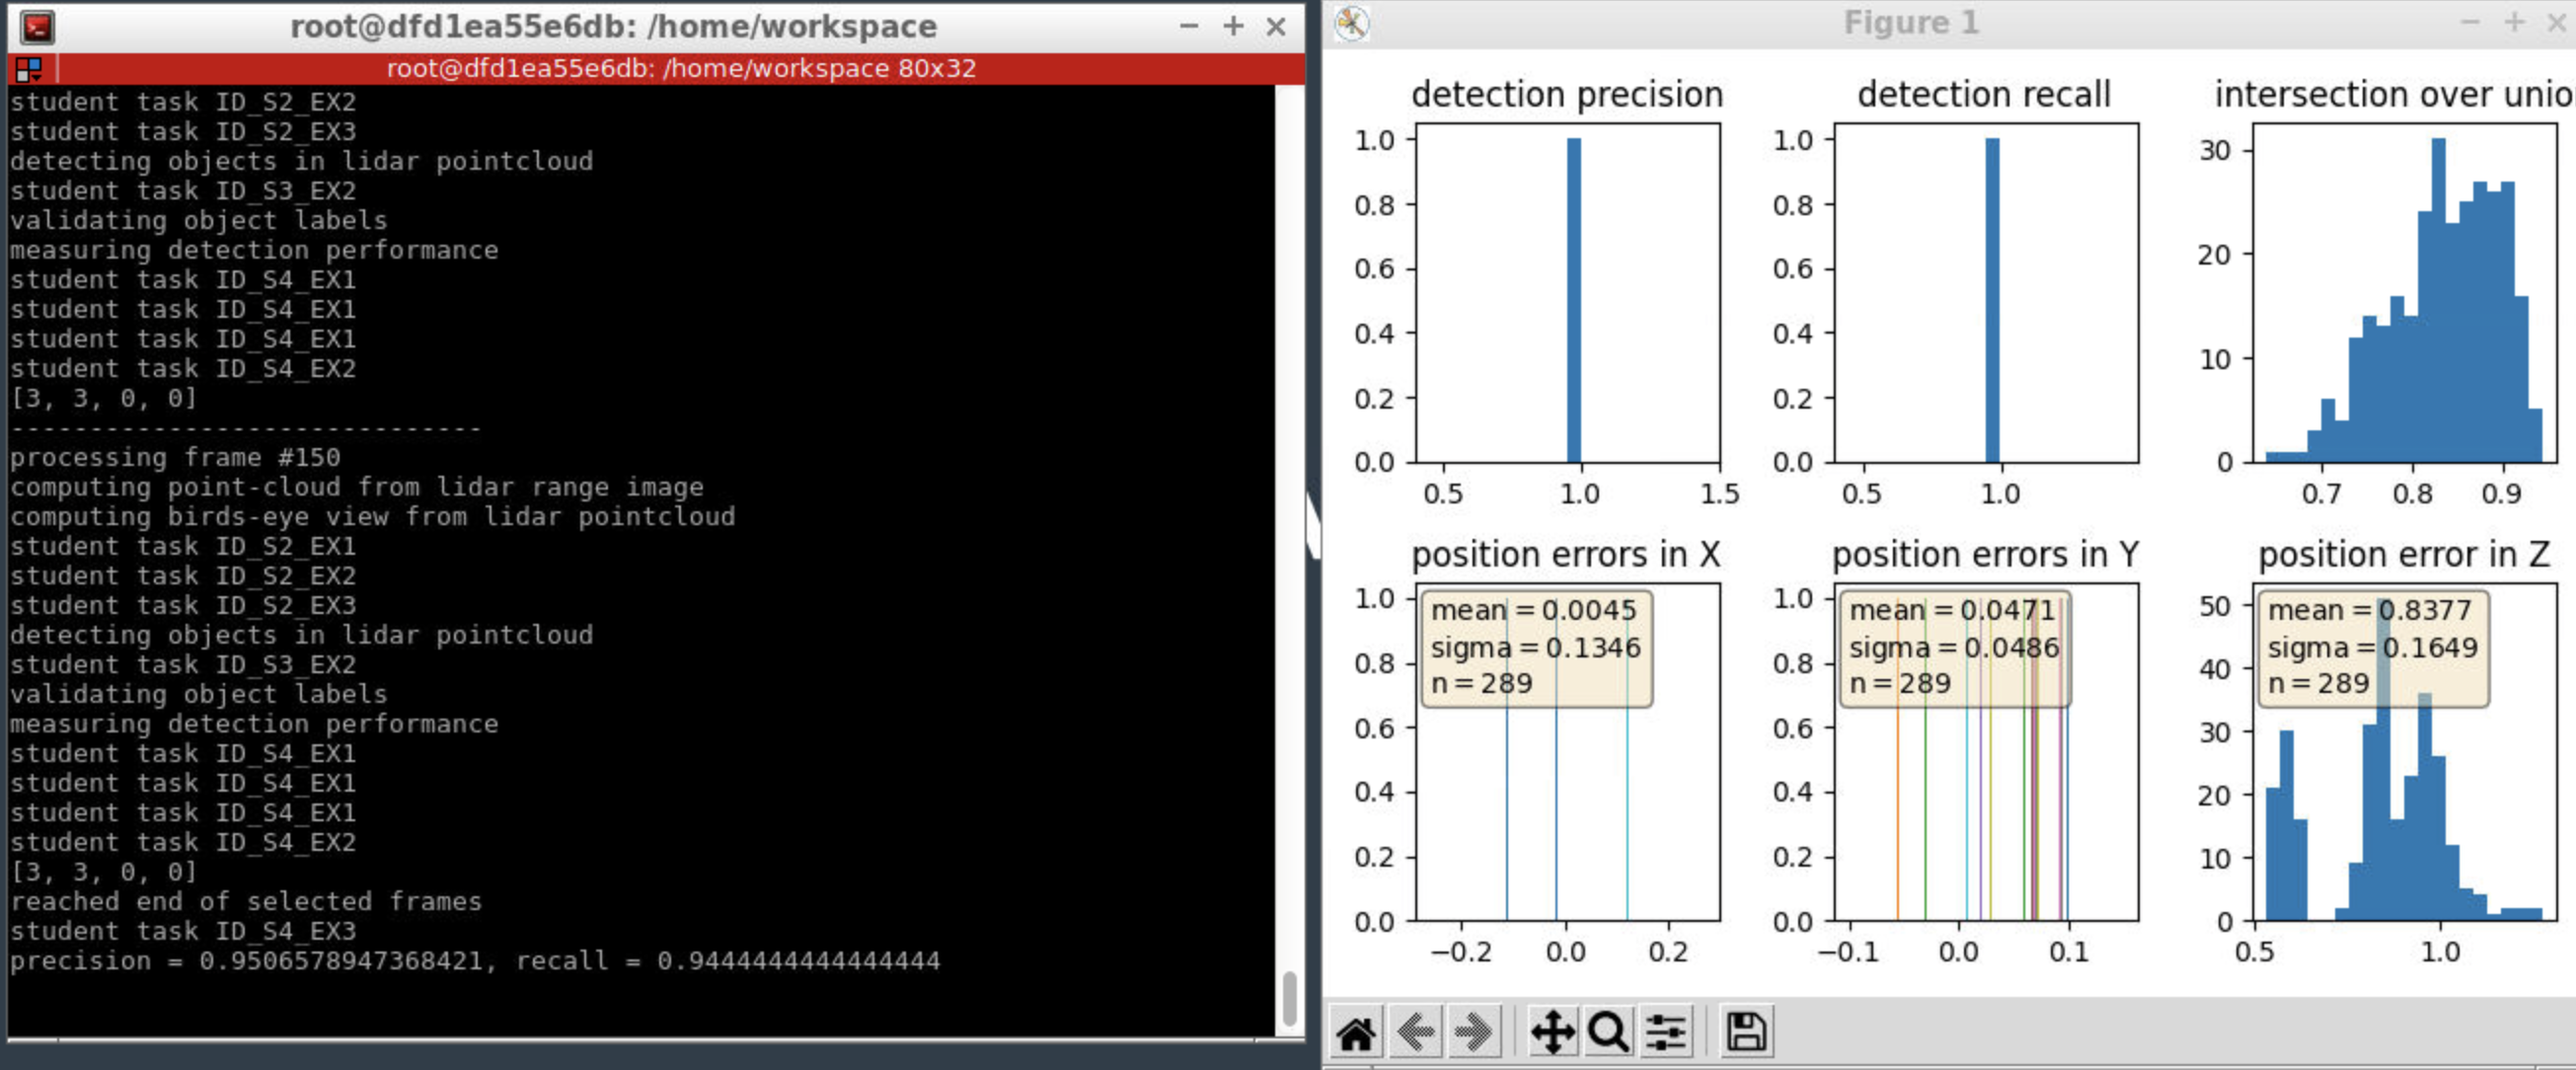 root@dfd1ea55e6db: /home/workspace
root@dfd1ea55e6db: /home/workspace 80x32
student task ID_S2_EX2
student task ID_S2_EX3
detecting objects in lidar pointcloud
student task ID_S3_EX2
validating object labels
measuring detection performance
student task ID_S4_EX1
student task ID_S4_EX1
student task ID_S4_EX1
student task ID_S4_EX2
[3, 3, 0, 0]
-------------------------------
processing frame #150
computing point-cloud from lidar range image
computing birds-eye view from lidar pointcloud
student task ID_S2_EX1
student task ID_S2_EX2
student task ID_S2_EX3
detecting objects in lidar pointcloud
student task ID_S3_EX2
validating object labels
measuring detection performance
student task ID_S4_EX1
student task ID_S4_EX1
student task ID_S4_EX1
student task ID_S4_EX2
[3, 3, 0, 0]
reached end of selected frames
student task ID_S4_EX3
precision = 0.9506578947368421, recall = 0.9444444444444444
Figure 1
detection precision
1.0
0.8
0.6
0.4
0.2
0.0
0.5 1.0 1.5
detection recall
1.0
0.8
0.6
0.4
0.2
0.0
0.5 1.0
intersection over unio
30
20
10
0
0.7 0.8 0.9
position errors in X
mean = 0.0045
sigma = 0.1346
n = 289
1.0
0.8
0.6
0.4
0.2
0.0
−0.2 0.0 0.2
position errors in Y
mean = 0.0471
sigma = 0.0486
n = 289
1.0
0.8
0.6
0.4
0.2
0.0
−0.1 0.0 0.1
position error in Z
mean = 0.8377
sigma = 0.1649
n = 289
50
40
30
20
10
0
0.5 1.0